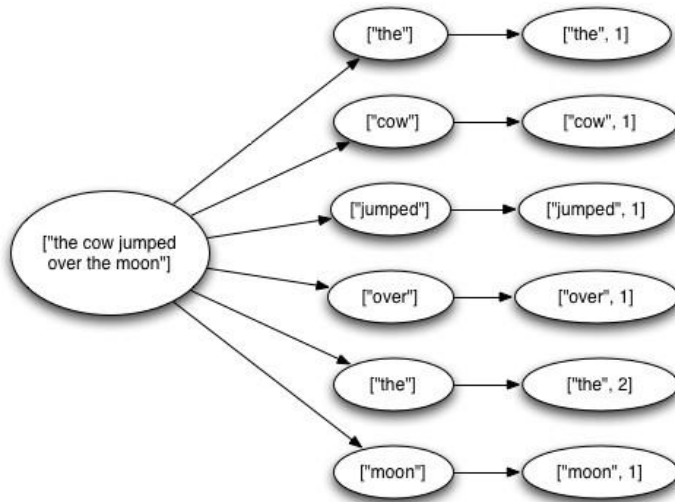 ["the"]
["the", 1]
["cow"]
["cow", 1]
["jumped"]
["jumped", 1]
["the cow jumped
over the moon"]
["over"]
["over", 1]
["the"]
["the", 2]
["moon"]
["moon", 1]